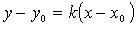 y − y₀ = k(x − x₀)